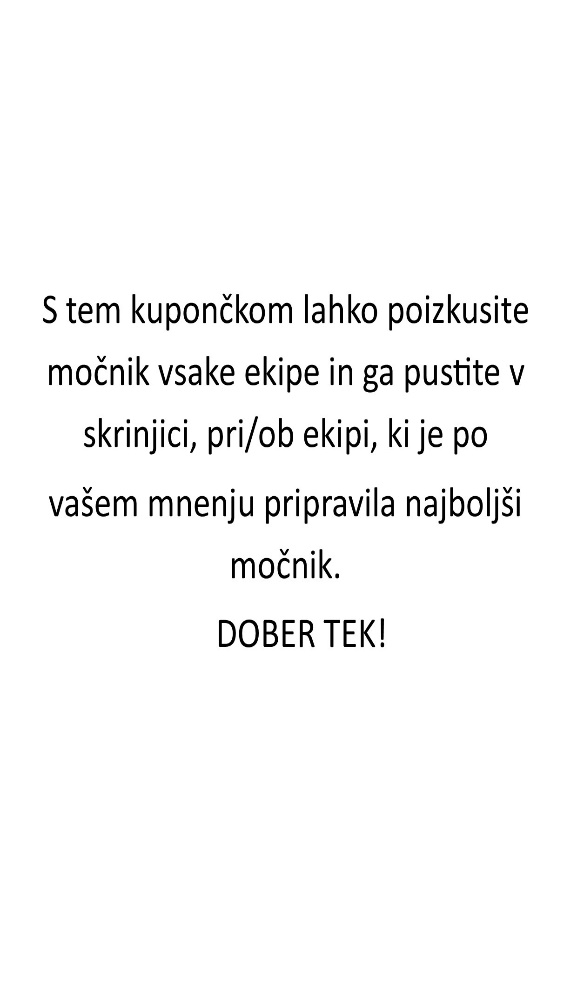 S tem kupončkom lahko poizkusite
močnik vsake ekipe in ga pustite v
skrinjici, pri/ob ekipi, ki je po
vašem mnenju pripravila najboljši
močnik.
DOBER TEK!